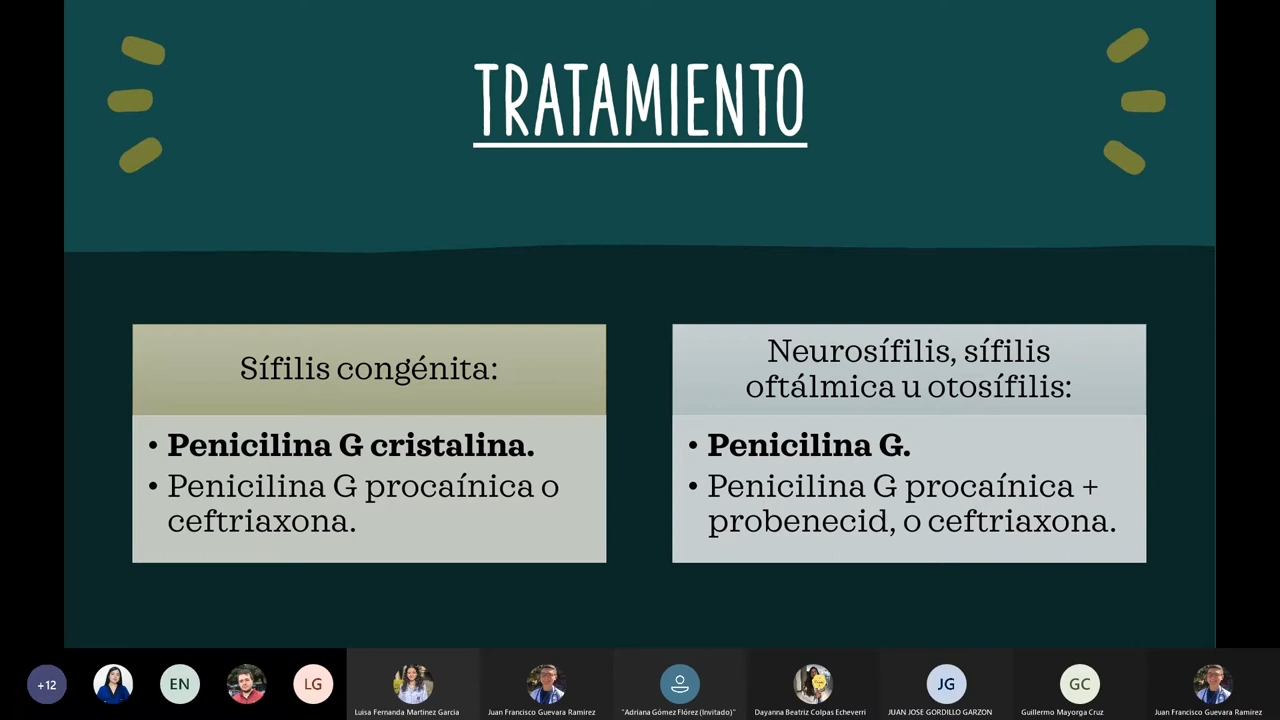 TRATAMIENTO
Sífilis congénita:
• Penicilina G cristalina.
• Penicilina G procaínica o
ceftriaxona.
Neurosífilis, sífilis
oftálmica u otosífilis:
• Penicilina G.
• Penicilina G procaínica +
probenecid, o ceftriaxona.
+12
EN
LG
Luisa Fernanda Martinez Garcia
Juan Francisco Guevara Ramirez
"Adriana Gómez Flórez (Invitado)"
Dayanna Beatriz Colpas Echeverri
JG
JUAN JOSE GORDILLO GARZON
GC
Guillermo Mayorga Cruz
Juan Francisco Guevara Ramirez